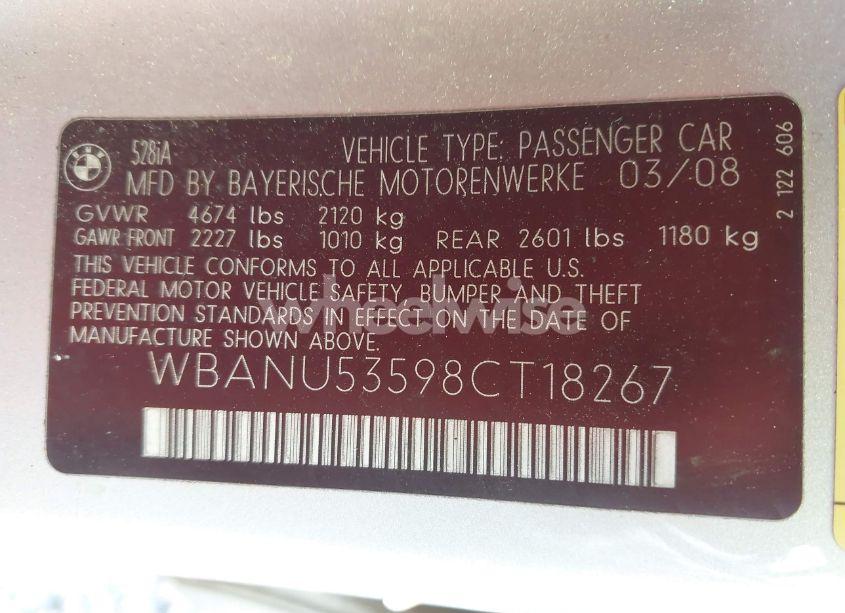 528iA VEHICLE TYPE: PASSENGER CAR
MFD BY BAYERISCHE MOTORENWERKE 03/08
GVWR 4674 lbs 2120 kg
GAWR FRONT 2227 lbs 1010 kg REAR 2601 lbs 1180 kg
THIS VEHICLE CONFORMS TO ALL APPLICABLE U.S.
FEDERAL MOTOR VEHICLE SAFETY, BUMPER AND THEFT
PREVENTION STANDARDS IN EFFECT ON THE DATE OF
MANUFACTURE SHOWN ABOVE.
WBANU53598CT18267
2 122 606
BMW
wheelwise